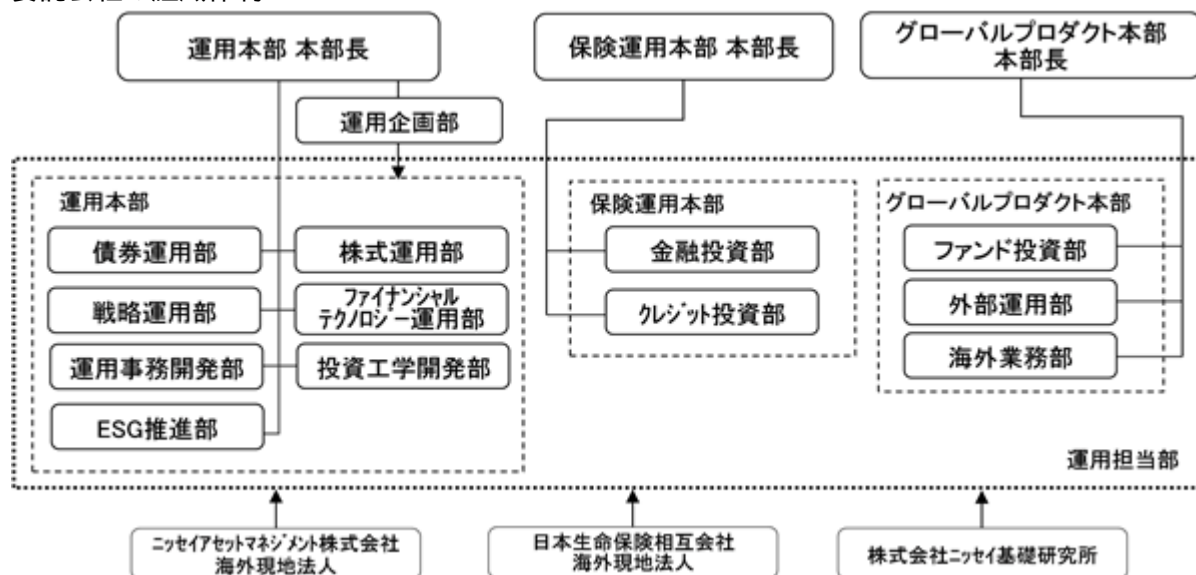 運用本部 本部長
保険運用本部 本部長
グローバルプロダクト本部
本部長
運用企画部
運用本部
債券運用部
株式運用部
戦略運用部
ファイナンシャル
テクノロジー運用部
運用事務開発部
投資工学開発部
ESG推進部
保険運用本部
金融投資部
クレジット投資部
グローバルプロダクト本部
ファンド投資部
外部運用部
海外業務部
運用担当部
ニッセイアセットマネジメント株式会社
海外現地法人
日本生命保険相互会社
海外現地法人
株式会社ニッセイ基礎研究所